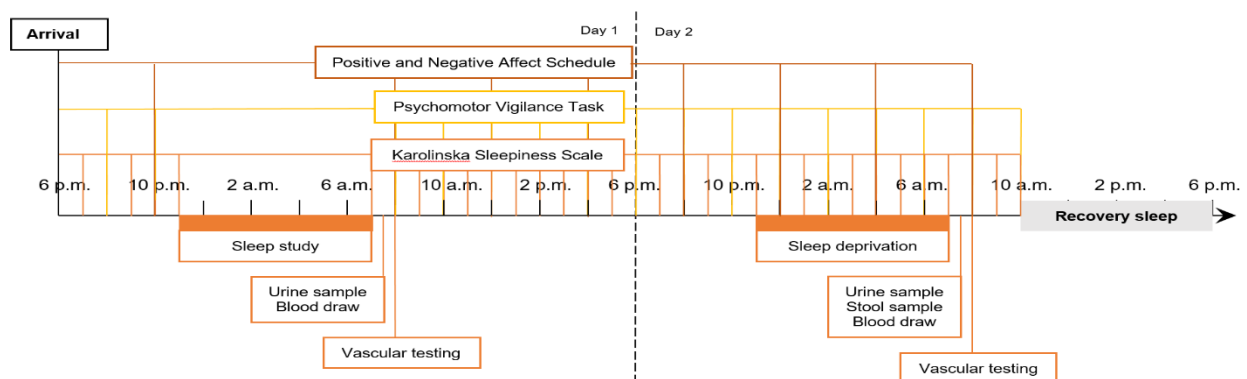 Arrival
Day 1
Day 2
Positive and Negative Affect Schedule
Psychomotor Vigilance Task
Karolinska Sleepiness Scale
6 p.m. 10 p.m. 2 a.m. 6 a.m. 10 a.m. 2 p.m. 6 p.m. 10 p.m. 2 a.m. 6 a.m. 10 a.m. 2 p.m. 6 p.m.
Recovery sleep
Sleep study
Sleep deprivation
Urine sample
Blood draw
Urine sample
Stool sample
Blood draw
Vascular testing
Vascular testing